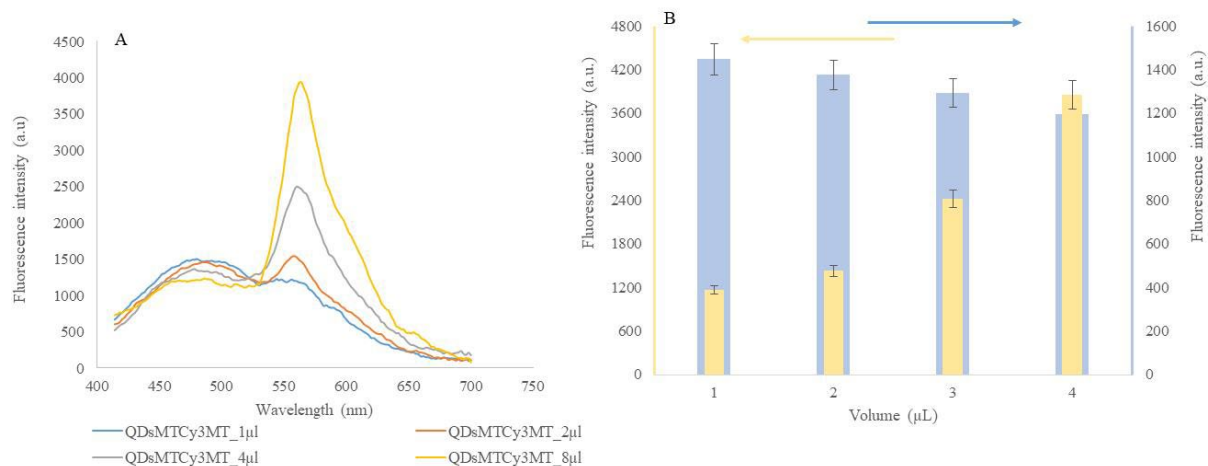 A
Fluorescence intensity (a.u)
4500
4000
3500
3000
2500
2000
1500
1000
500
0
400 450 500 550 600 650 700 750
Wavelength (nm)
QDsMTCy3MT_1µl QDsMTCy3MT_2µl
QDsMTCy3MT_4µl QDsMTCy3MT_8µl
B
Fluorescence intensity (a.u.)
4800
4200
3600
3000
2400
1800
1200
600
0
1 2 3 4
Volume (µL)
1600
1400
1200
1000
800
600
400
200
0
Fluorescence intensity (a.u.)